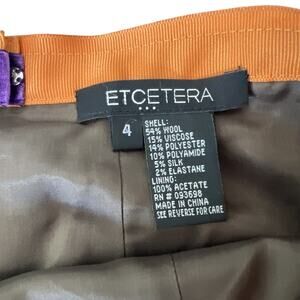 ETCETERA
4
SHELL:
54% WOOL
15% VISCOSE
14% POLYESTER
10% POLYAMIDE
5% SILK
2% ELASTANE
LINING:
100% ACETATE
RN # 093698
MADE IN CHINA
SEE REVERSE FOR CARE